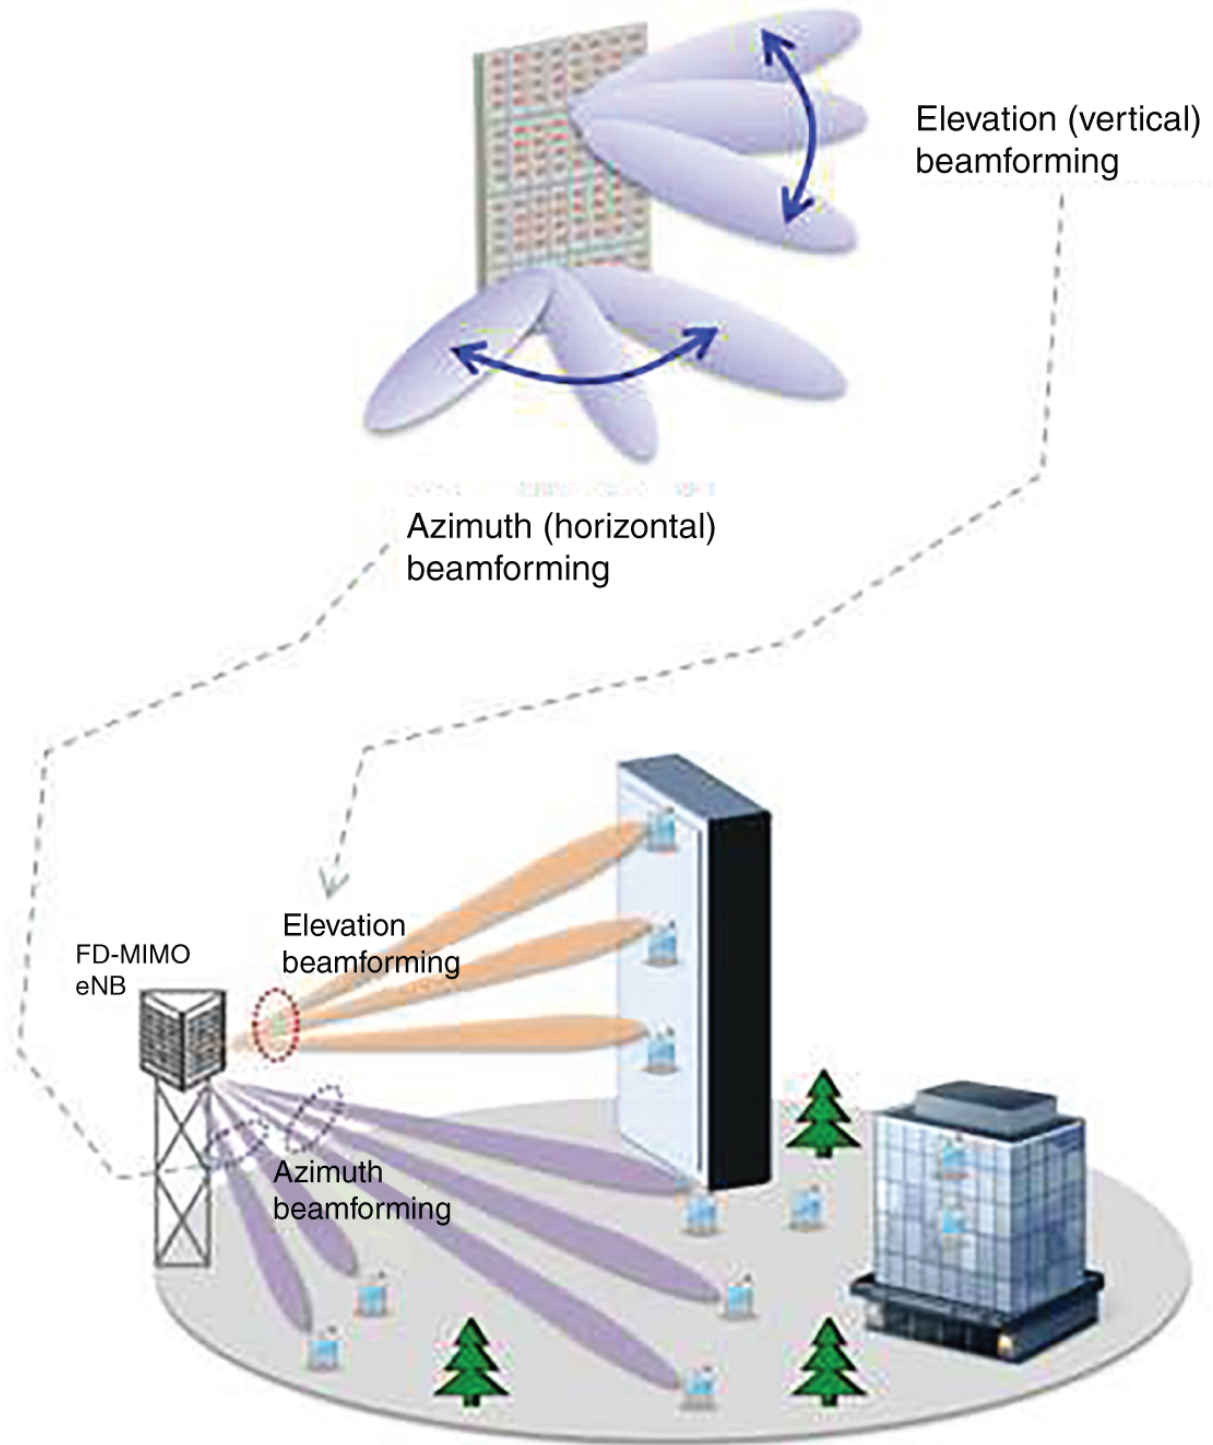 Elevation (vertical)
beamforming
Azimuth (horizontal)
beamforming
Elevation
beamforming
FD-MIMO
eNB
Azimuth
beamforming